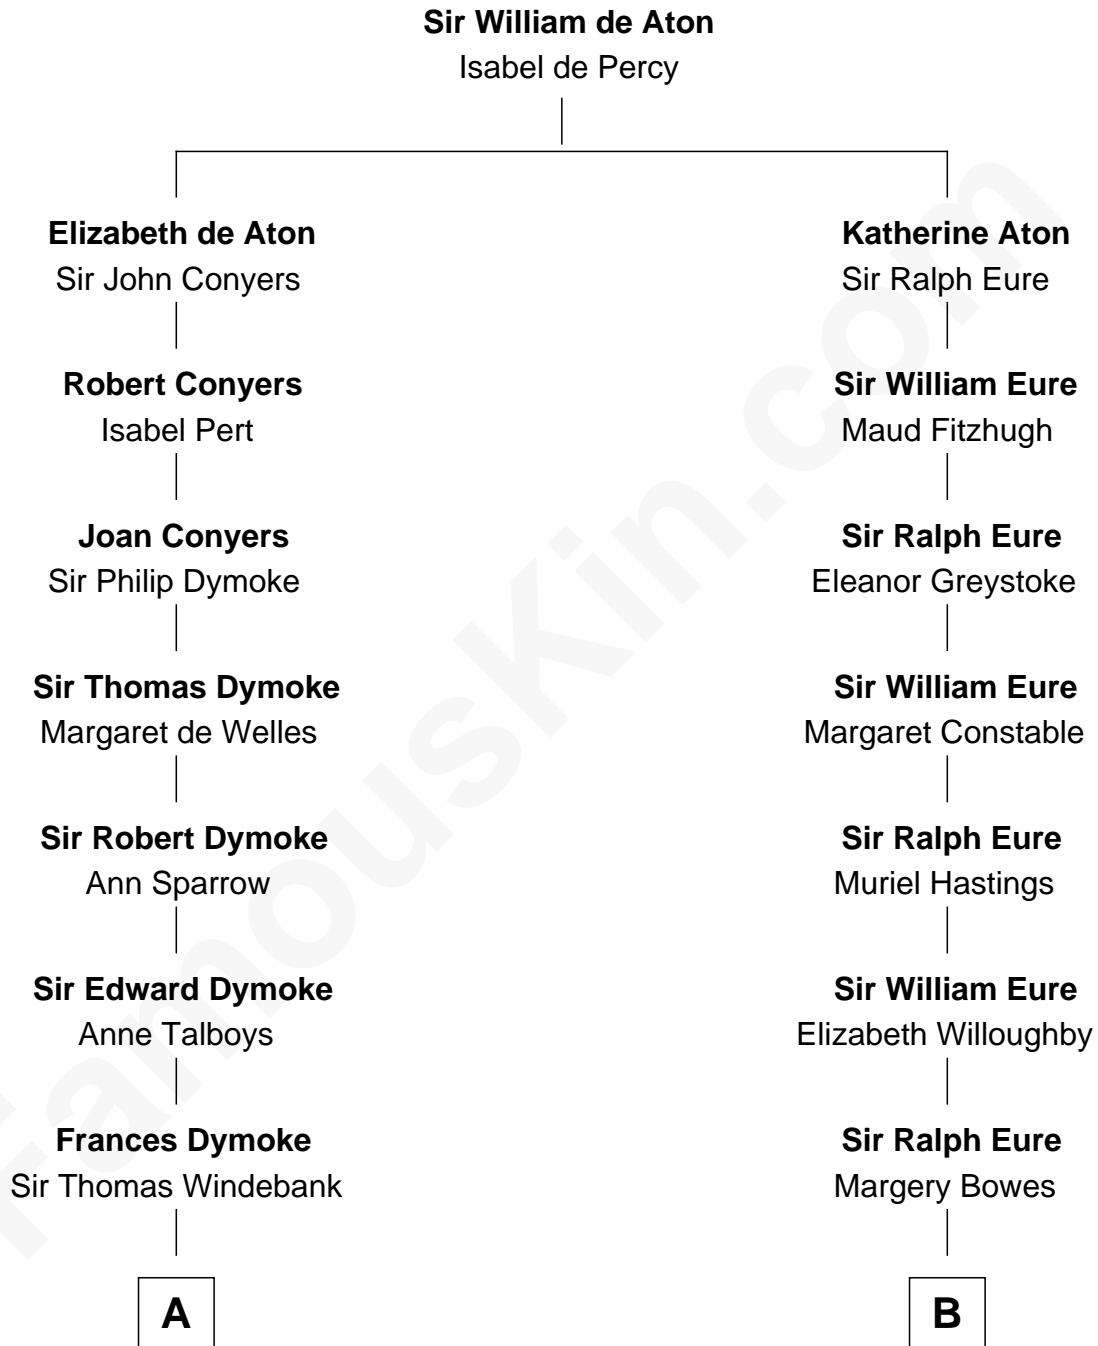 Sir William de Aton
Isabel de Percy
Elizabeth de Aton
Sir John Conyers
Robert Conyers
Isabel Pert
Joan Conyers
Sir Philip Dymoke
Sir Thomas Dymoke
Margaret de Welles
Sir Robert Dymoke
Ann Sparrow
Sir Edward Dymoke
Anne Talboys
Frances Dymoke
Sir Thomas Windebank
A
Katherine Aton
Sir Ralph Eure
Sir William Eure
Maud Fitzhugh
Sir Ralph Eure
Eleanor Greystoke
Sir William Eure
Margaret Constable
Sir Ralph Eure
Muriel Hastings
Sir William Eure
Elizabeth Willoughby
Sir Ralph Eure
Margery Bowes
B
FamousKin.com